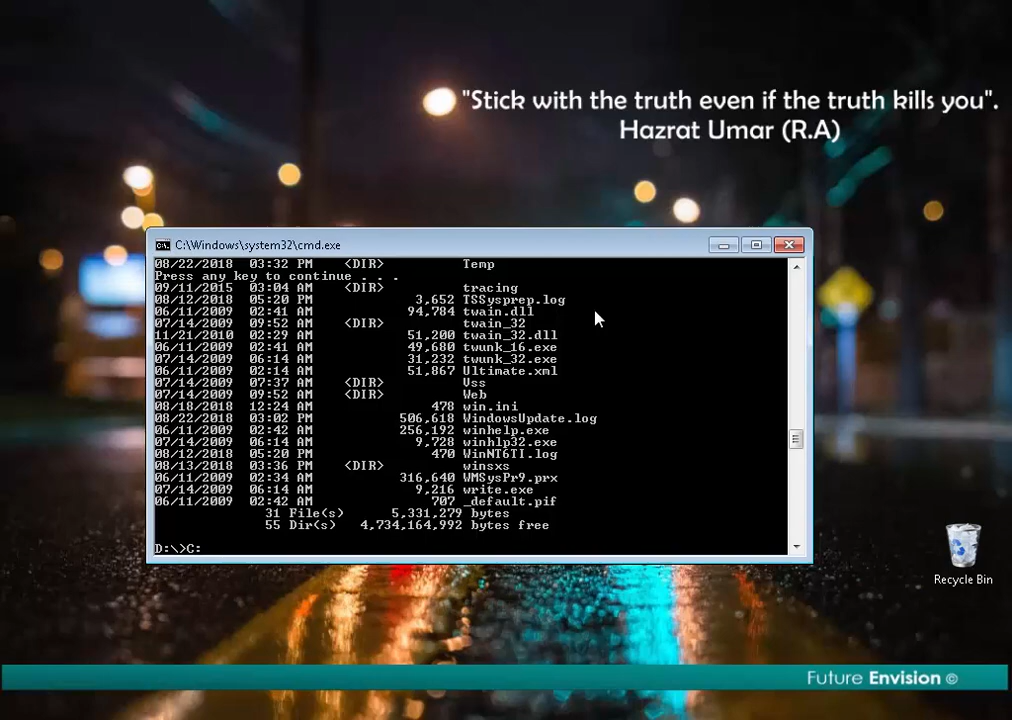 "Stick with the truth even if the truth kills you".
Hazrat Umar (R.A)
C:\Windows\system32\cmd.exe
08/22/2018  03:32 PM    <DIR>          Temp
Press any key to continue . . .
09/11/2015  03:04 AM    <DIR>          tracing
08/12/2018  05:20 PM             3,652 TSSysprep.log
06/11/2009  02:41 AM            94,784 twain.dll
07/14/2009  09:52 AM    <DIR>          twain_32
11/21/2010  02:29 AM            51,200 twain_32.dll
06/11/2009  02:41 AM            49,680 twunk_16.exe
07/14/2009  06:14 AM            31,232 twunk_32.exe
06/11/2009  02:14 AM            51,867 Ultimate.xml
07/14/2009  07:37 AM    <DIR>          Vss
07/14/2009  09:52 AM    <DIR>          Web
08/18/2018  12:24 AM               478 win.ini
08/22/2018  03:02 PM           506,618 WindowsUpdate.log
06/11/2009  02:42 AM           256,192 winhelp.exe
07/14/2009  06:14 AM             9,728 winhlp32.exe
08/12/2018  05:20 PM               470 WinNT6TI.log
08/13/2018  03:36 PM    <DIR>          winsxs
06/11/2009  02:34 AM           316,640 WMSysPr9.prx
07/14/2009  06:14 AM             9,216 write.exe
06/11/2009  02:42 AM               707 _default.pif
31 File(s)      5,331,279 bytes
55 Dir(s)   4,734,164,992 bytes free
D:\>C:
Recycle Bin
Future Envision ©